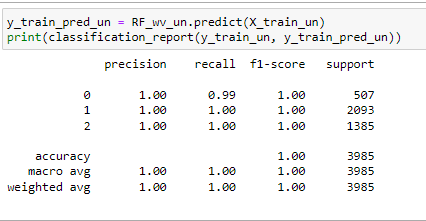 y_train_pred_un = RF_wv_un.predict(X_train_un)
print(classification_report(y_train_un, y_train_pred_un))
precision recall f1-score support
0 1.00 0.99 1.00 507
1 1.00 1.00 1.00 2093
2 1.00 1.00 1.00 1385
accuracy 1.00 3985
macro avg 1.00 1.00 1.00 3985
weighted avg 1.00 1.00 1.00 3985